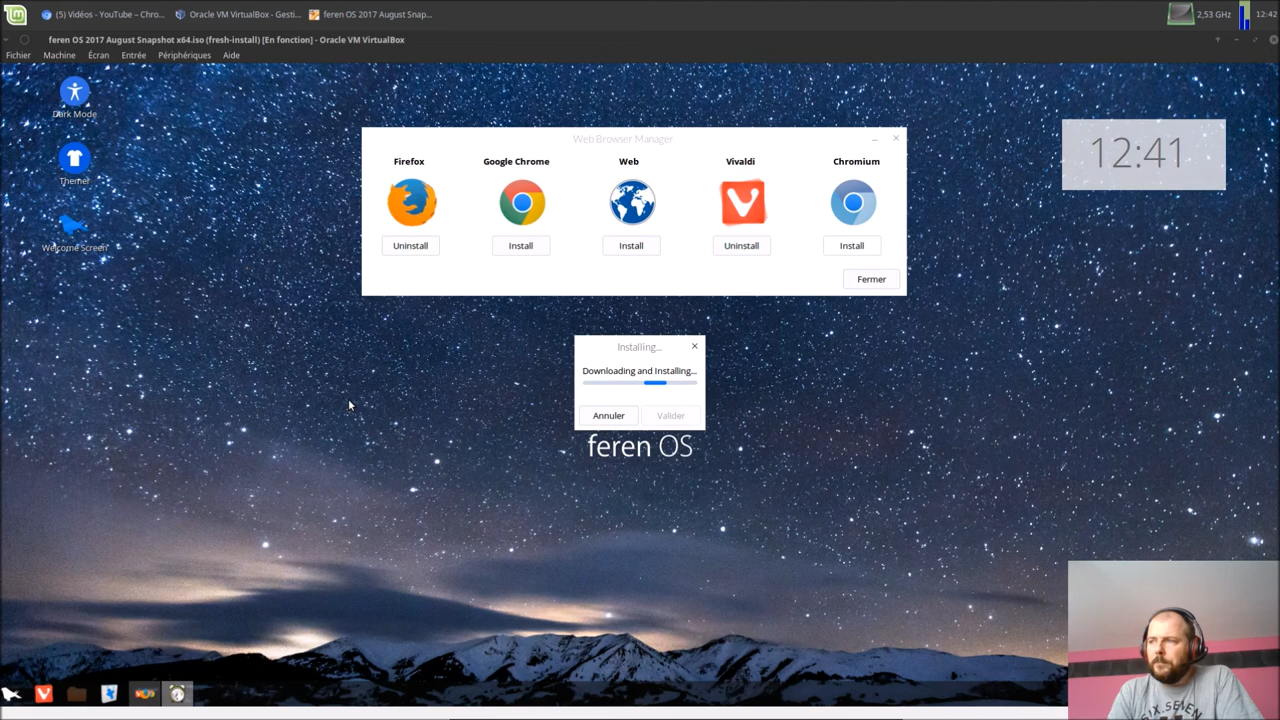 (5) Vidéos - YouTube – Chro...
Oracle VM VirtualBox - Gesti...
feren OS 2017 August Snap...
2,53 GHz
12:42
feren OS 2017 August Snapshot x64.iso (fresh-install) [En fonction] - Oracle VM VirtualBox
Fichier Machine Écran Entrée Périphériques Aide
Dark Mode
Themer
Welcome Screen
Web Browser Manager
Firefox Google Chrome Web Vivaldi Chromium
Uninstall Install Install Uninstall Install
Fermer
12:41
Installing...
Downloading and Installing...
Annuler Valider
feren OS
SIX.SEVEN